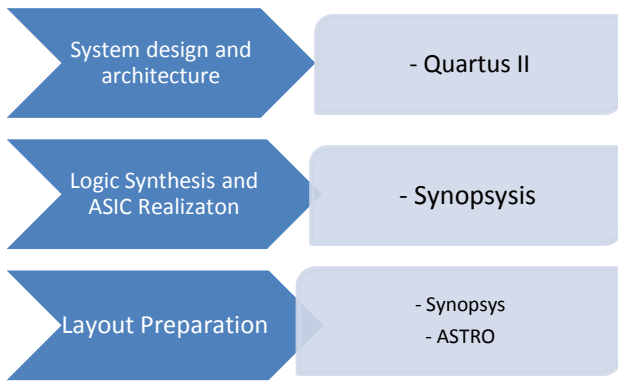 System design and
architecture
- Quartus II
Logic Synthesis and
ASIC Realizaton
- Synopsysis
Layout Preparation
- Synopsys
- ASTRO